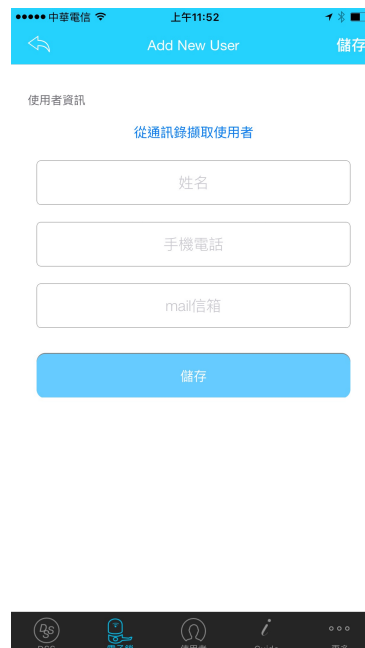 中華電信 上午11:52
Add New User 儲存
使用者資訊
從通訊錄擷取使用者
姓名
手機電話
mail信箱
儲存
DSS